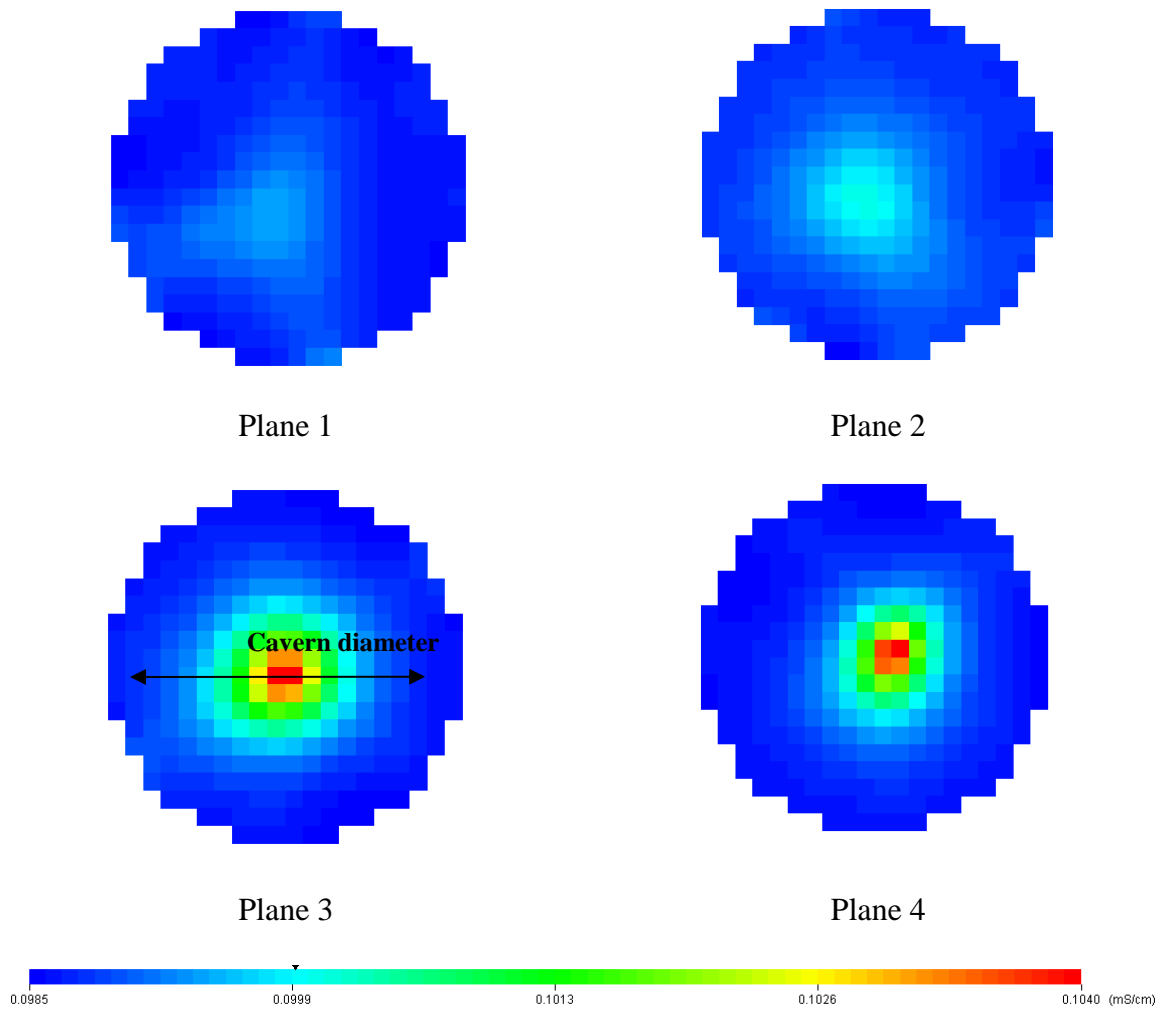 Plane 1
Plane 2
Cavern diameter
Plane 3
Plane 4
0.0985 0.0999 0.1013 0.1026 0.1040 (mS/cm)